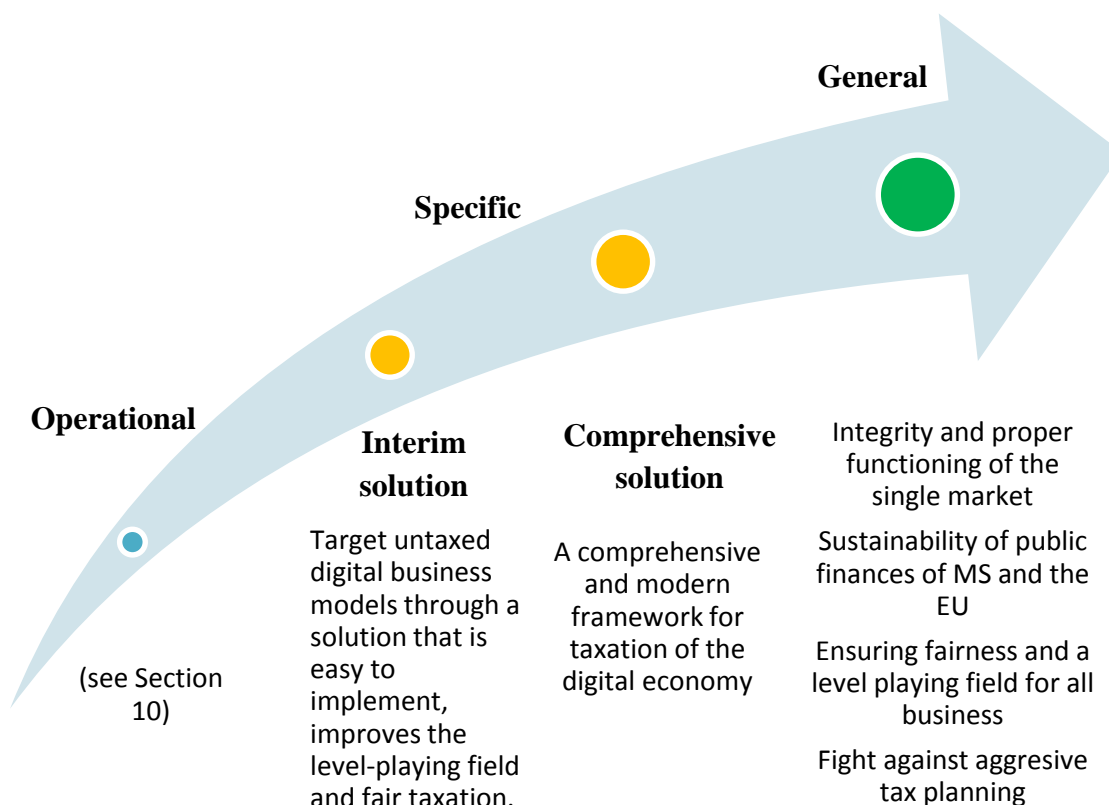 General
Specific
Operational
(see Section
10)
Interim
solution
Target untaxed
digital business
models through a
solution that is
easy to
implement,
improves the
level-playing field
and fair taxation.
Comprehensive
solution
A comprehensive
and modern
framework for
taxation of the
digital economy
Integrity and proper
functioning of the
single market
Sustainability of public
finances of MS and the
EU
Ensuring fairness and a
level playing field for all
business
Fight against aggresive
tax planning